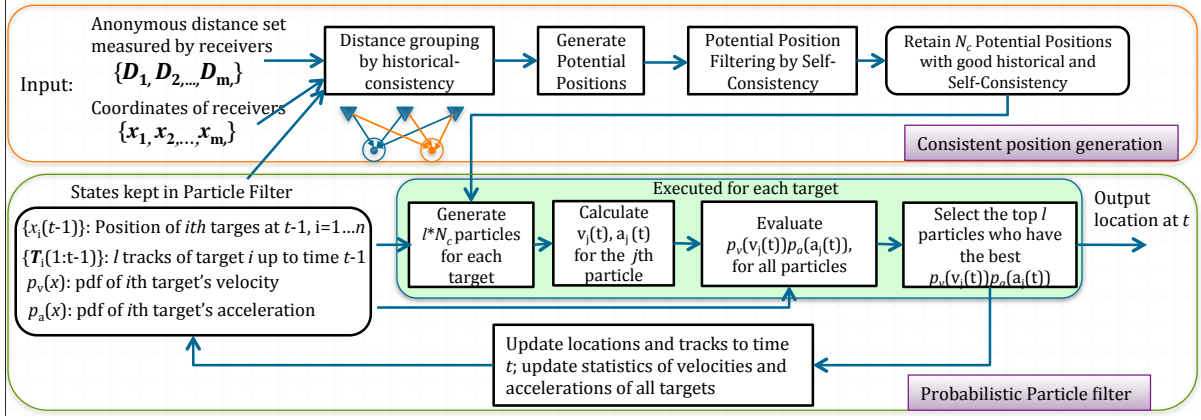 Input:
Anonymous distance set
measured by receivers
{D1, D2,..., Dm,}
Coordinates of receivers
{x1, x2,..., xm,}
Distance grouping
by historical-
consistency
Generate
Potential
Positions
Potential Position
Filtering by Self-
Consistency
Retain Nc Potential Positions
with good historical and
Self-Consistency
Consistent position generation
States kept in Particle Filter
{xi(t-1)}: Position of ith targes at t-1, i=1...n
{Ti(1:t-1)}: l tracks of target i up to time t-1
pv(x): pdf of ith target's velocity
pa(x): pdf of ith target's acceleration
Executed for each target
Generate
l*Nc particles
for each
target
Calculate
vj(t), aj(t)
for the jth
particle
Evaluate
pv(vj(t))pa(aj(t)),
for all particles
Select the top l
particles who have
the best
pv(vj(t))pa(aj(t))
Output
location at t
Update locations and tracks to time
t; update statistics of velocities and
accelerations of all targets
Probabilistic Particle filter